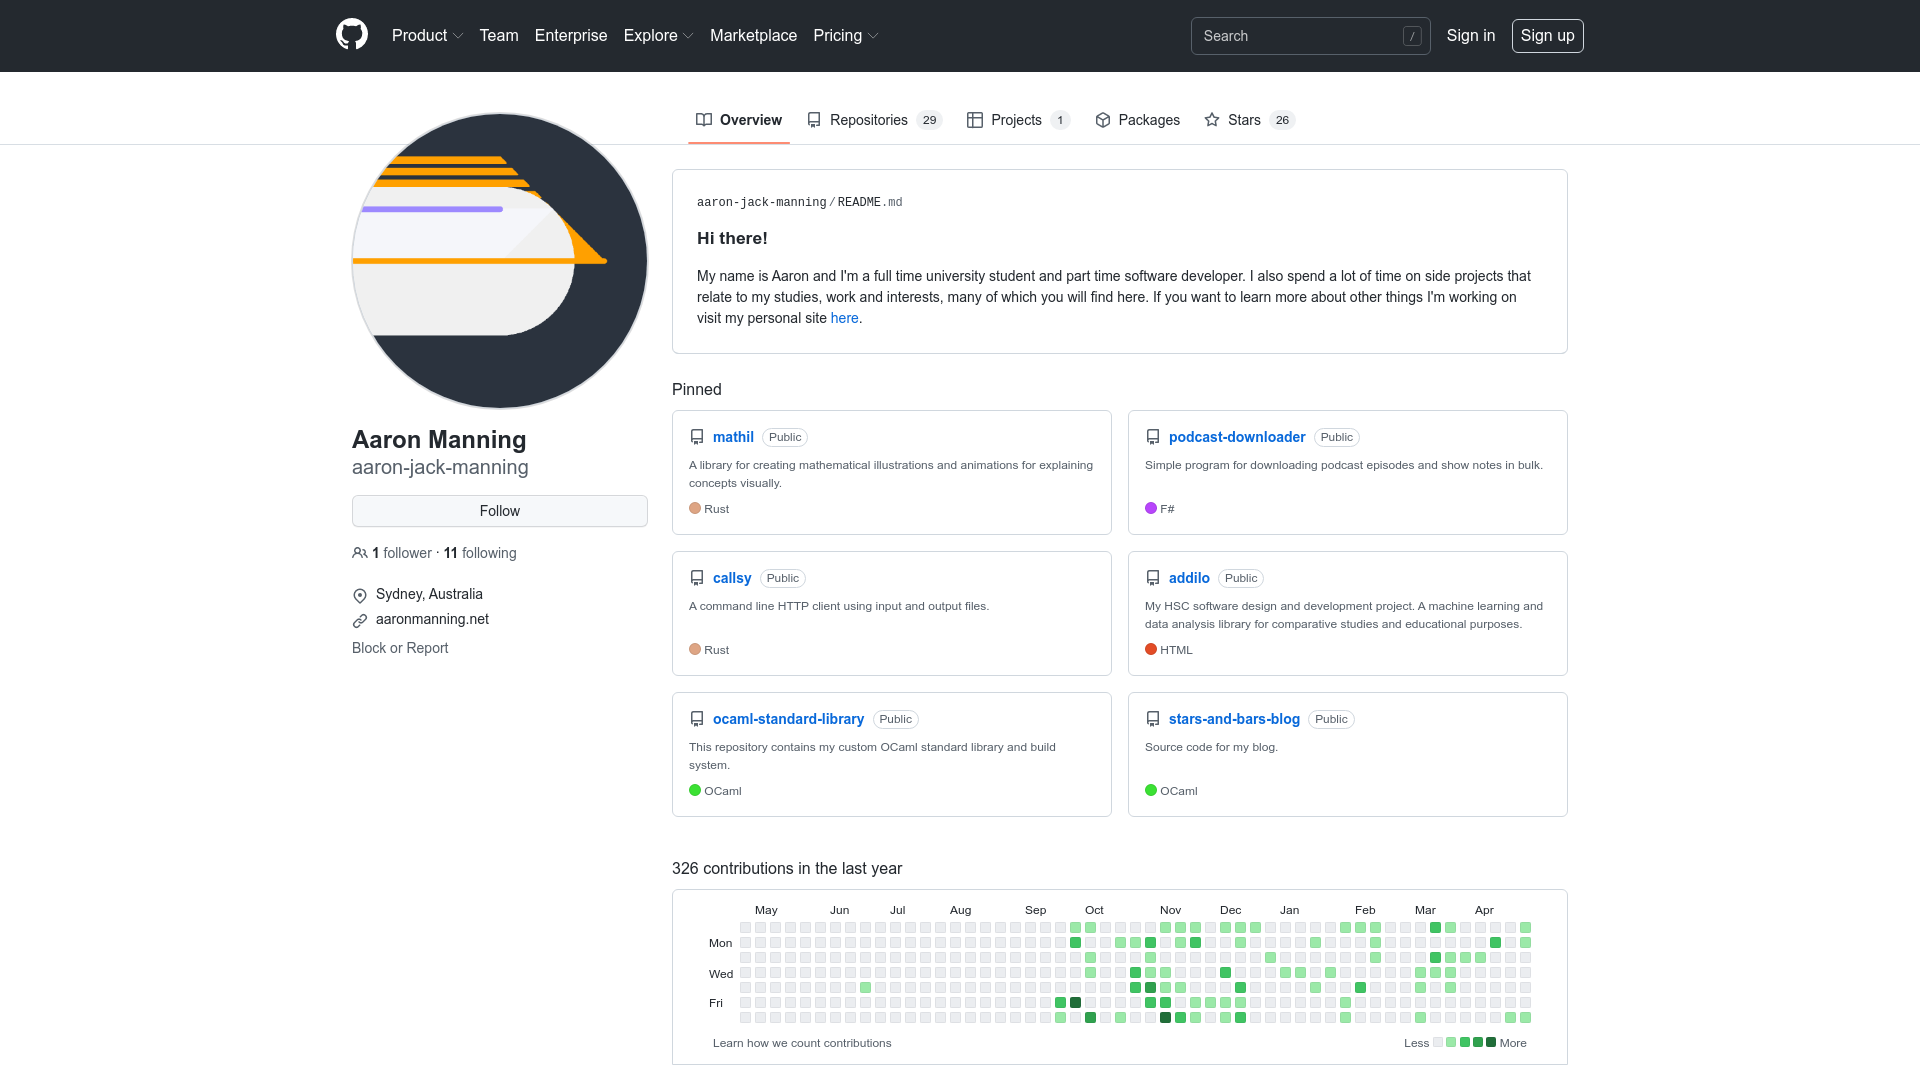 Product Team Enterprise Explore Marketplace Pricing Search / Sign in Sign up
Overview Repositories 29 Projects 1 Packages Stars 26
Aaron Manning
aaron-jack-manning
Follow
1 follower · 11 following
Sydney, Australia
aaronmanning.net
Block or Report
aaron-jack-manning/README.md
Hi there!
My name is Aaron and I'm a full time university student and part time software developer. I also spend a lot of time on side projects that
relate to my studies, work and interests, many of which you will find here. If you want to learn more about other things I'm working on
visit my personal site here.
Pinned
mathil Public
A library for creating mathematical illustrations and animations for explaining
concepts visually.
Rust
podcast-downloader Public
Simple program for downloading podcast episodes and show notes in bulk.
F#
callsy Public
A command line HTTP client using input and output files.
Rust
addilo Public
My HSC software design and development project. A machine learning and
data analysis library for comparative studies and educational purposes.
HTML
ocaml-standard-library Public
This repository contains my custom OCaml standard library and build
system.
OCaml
stars-and-bars-blog Public
Source code for my blog.
OCaml
326 contributions in the last year
May Jun Jul Aug Sep Oct Nov Dec Jan Feb Mar Apr
Mon
Wed
Fri
Learn how we count contributions
Less More